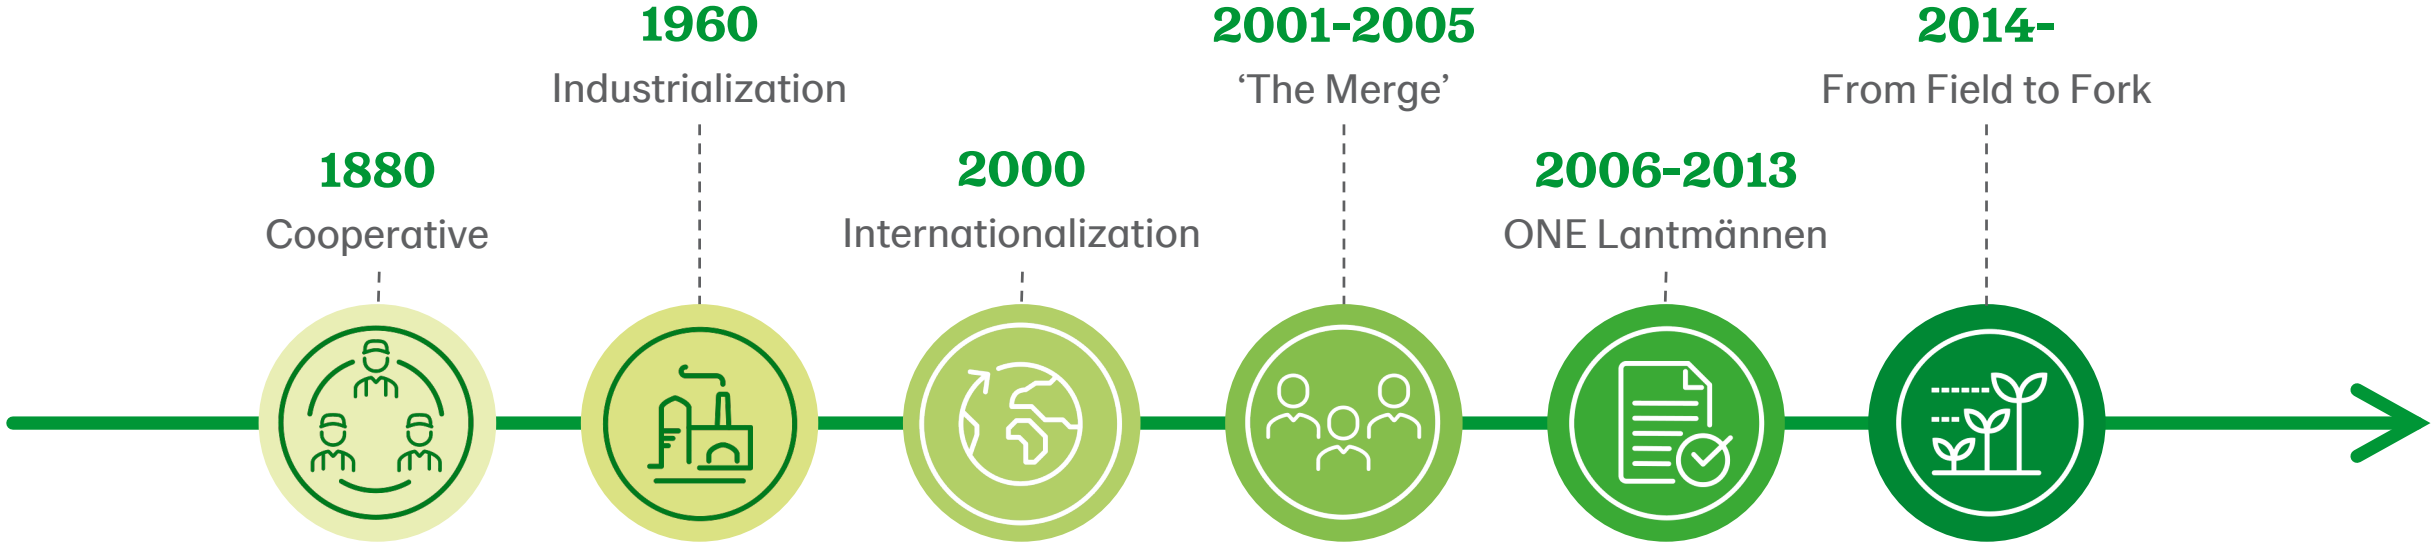 1880
Cooperative
1960
Industrialization
2000
Internationalization
2001-2005
‘The Merge’
2006-2013
ONE Lantmännen
2014-
From Field to Fork